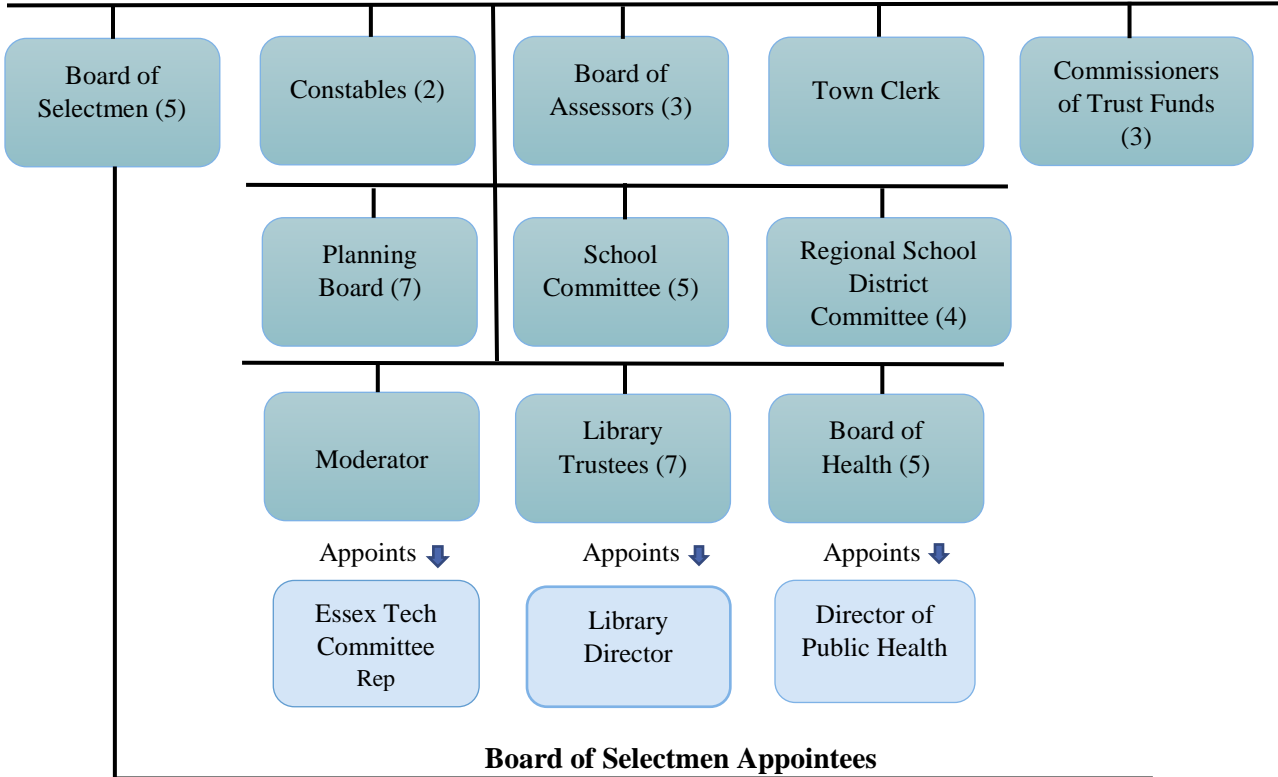 Board of
Selectmen (5)
Constables (2)
Board of
Assessors (3)
Town Clerk
Commissioners
of Trust Funds
(3)
Planning
Board (7)
School
Committee (5)
Regional School
District
Committee (4)
Moderator
Library
Trustees (7)
Board of
Health (5)
Appoints
Appoints
Appoints
Essex Tech
Committee
Rep
Library
Director
Director of
Public Health
Board of Selectmen Appointees